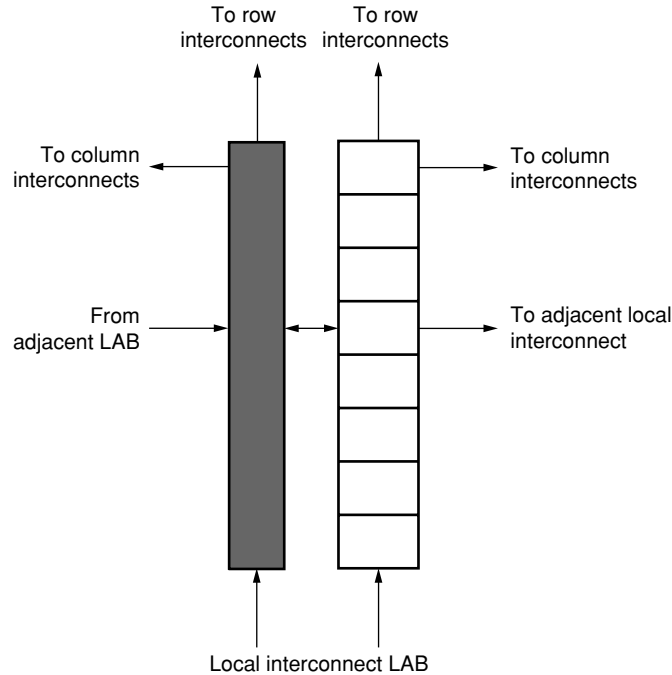 To row
interconnects
To row
interconnects
To column
interconnects
To column
interconnects
From
adjacent LAB
To adjacent local
interconnect
Local interconnect LAB